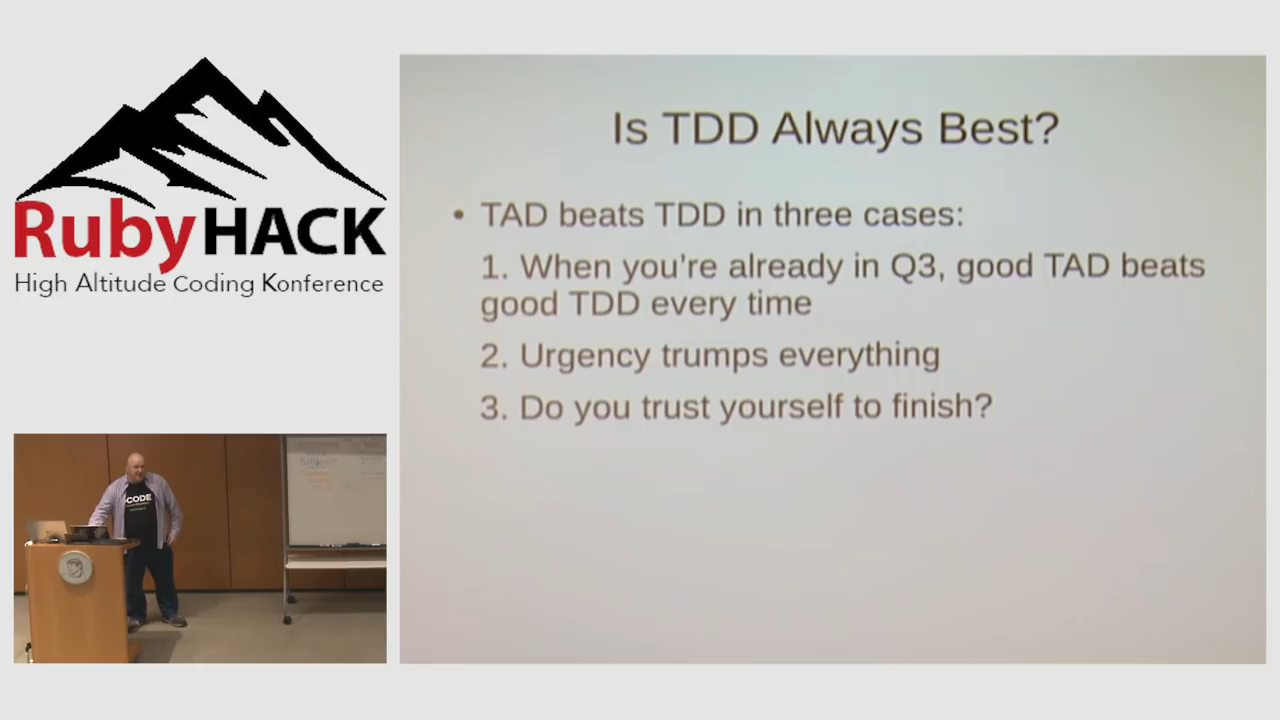 RubyHACK
High Altitude Coding Konference
Is TDD Always Best?
• TAD beats TDD in three cases:
1. When you're already in Q3, good TAD beats
good TDD every time
2. Urgency trumps everything
3. Do you trust yourself to finish?
CODE